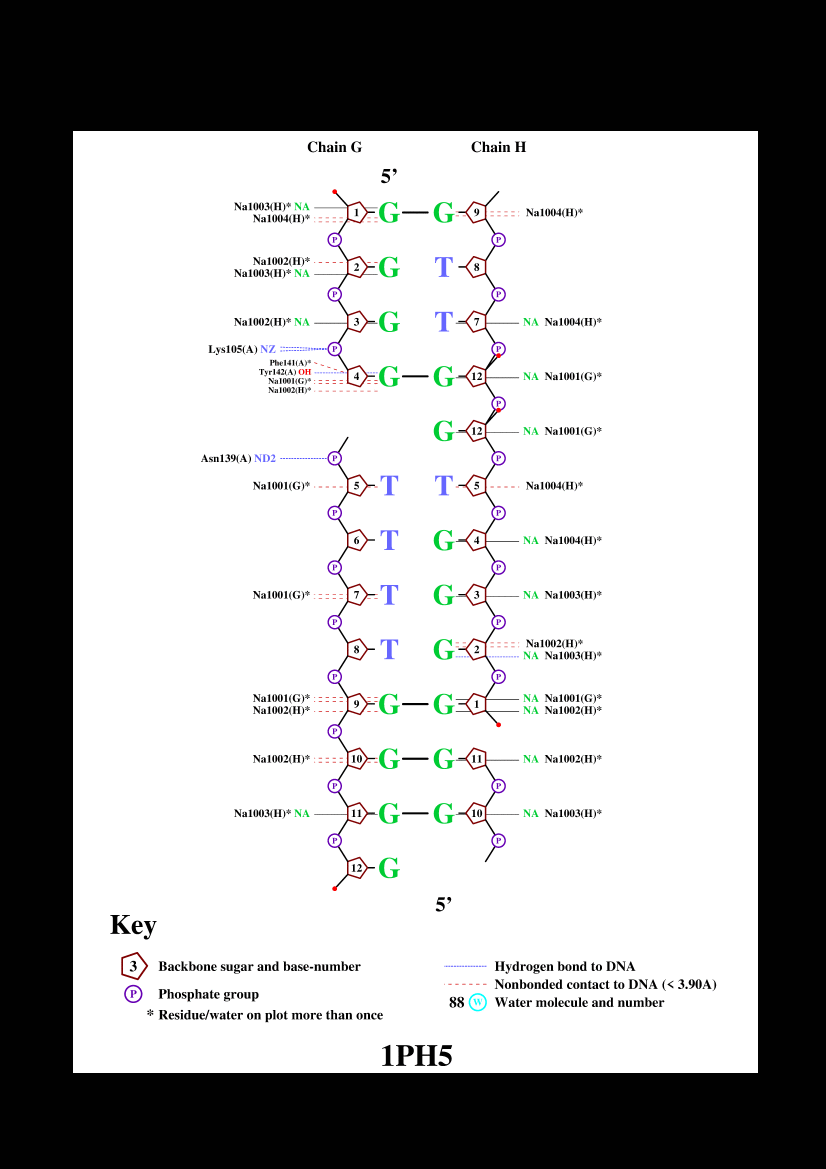 Chain G Chain H
5’
Na1003(H)* NA
Na1004(H)*
1 G G 9 Na1004(H)*
P P
Na1002(H)*
Na1003(H)* NA
2 G T 8
P P
Na1002(H)* NA 3 G T 7 NA Na1004(H)*
Lys105(A) NZ P P
Phe141(A)*
Tyr142(A) OH
Na1001(G)*
Na1002(H)*
4 G G 12 NA Na1001(G)*
P
G 12 NA Na1001(G)*
Asn139(A) ND2 P P
Na1001(G)* 5 T T 5 Na1004(H)*
P P
6 T G 4 NA Na1004(H)*
P P
Na1001(G)* 7 T G 3 NA Na1003(H)*
P P
8 T G 2 Na1002(H)*
NA Na1003(H)*
P P
Na1001(G)*
Na1002(H)*
9 G G 1 NA Na1001(G)*
NA Na1002(H)*
P
Na1002(H)* 10 G G 11 NA Na1002(H)*
P P
Na1003(H)* NA 11 G G 10 NA Na1003(H)*
P P
12 G
5’
Key
3 Backbone sugar and base-number
P Phosphate group
* Residue/water on plot more than once
Hydrogen bond to DNA
Nonbonded contact to DNA (< 3.90A)
88 W Water molecule and number
1PH5